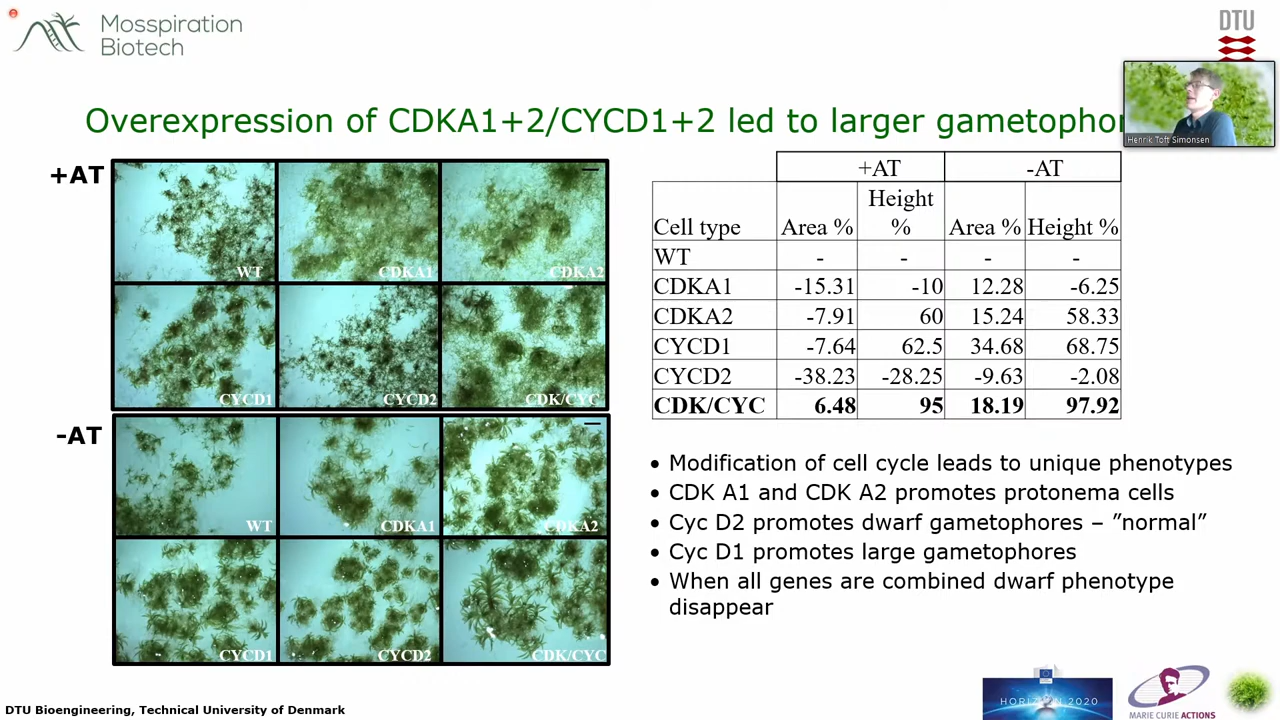 Mosspiration
Biotech
DTU
Henrik Toft Simonsen
Overexpression of CDKA1+2/CYCD1+2 led to larger gametophor
+AT
WT
CDKA1
CDKA2
CYCD1
CYCD2
CDK/CYC
-AT
WT
CDKA1
CDKA2
CYCD1
CYCD2
CDK/CYC
+AT -AT
Cell type Area % Height % Area % Height %
WT - - - -
CDKA1 -15.31 -10 12.28 -6.25
CDKA2 -7.91 60 15.24 58.33
CYCD1 -7.64 62.5 34.68 68.75
CYCD2 -38.23 -28.25 -9.63 -2.08
CDK/CYC 6.48 95 18.19 97.92
• Modification of cell cycle leads to unique phenotypes
• CDK A1 and CDK A2 promotes protonema cells
• Cyc D2 promotes dwarf gametophores – ”normal”
• Cyc D1 promotes large gametophores
• When all genes are combined dwarf phenotype
disappear
HORIZON 2020
MARIE CURIE ACTIONS
DTU Bioengineering, Technical University of Denmark